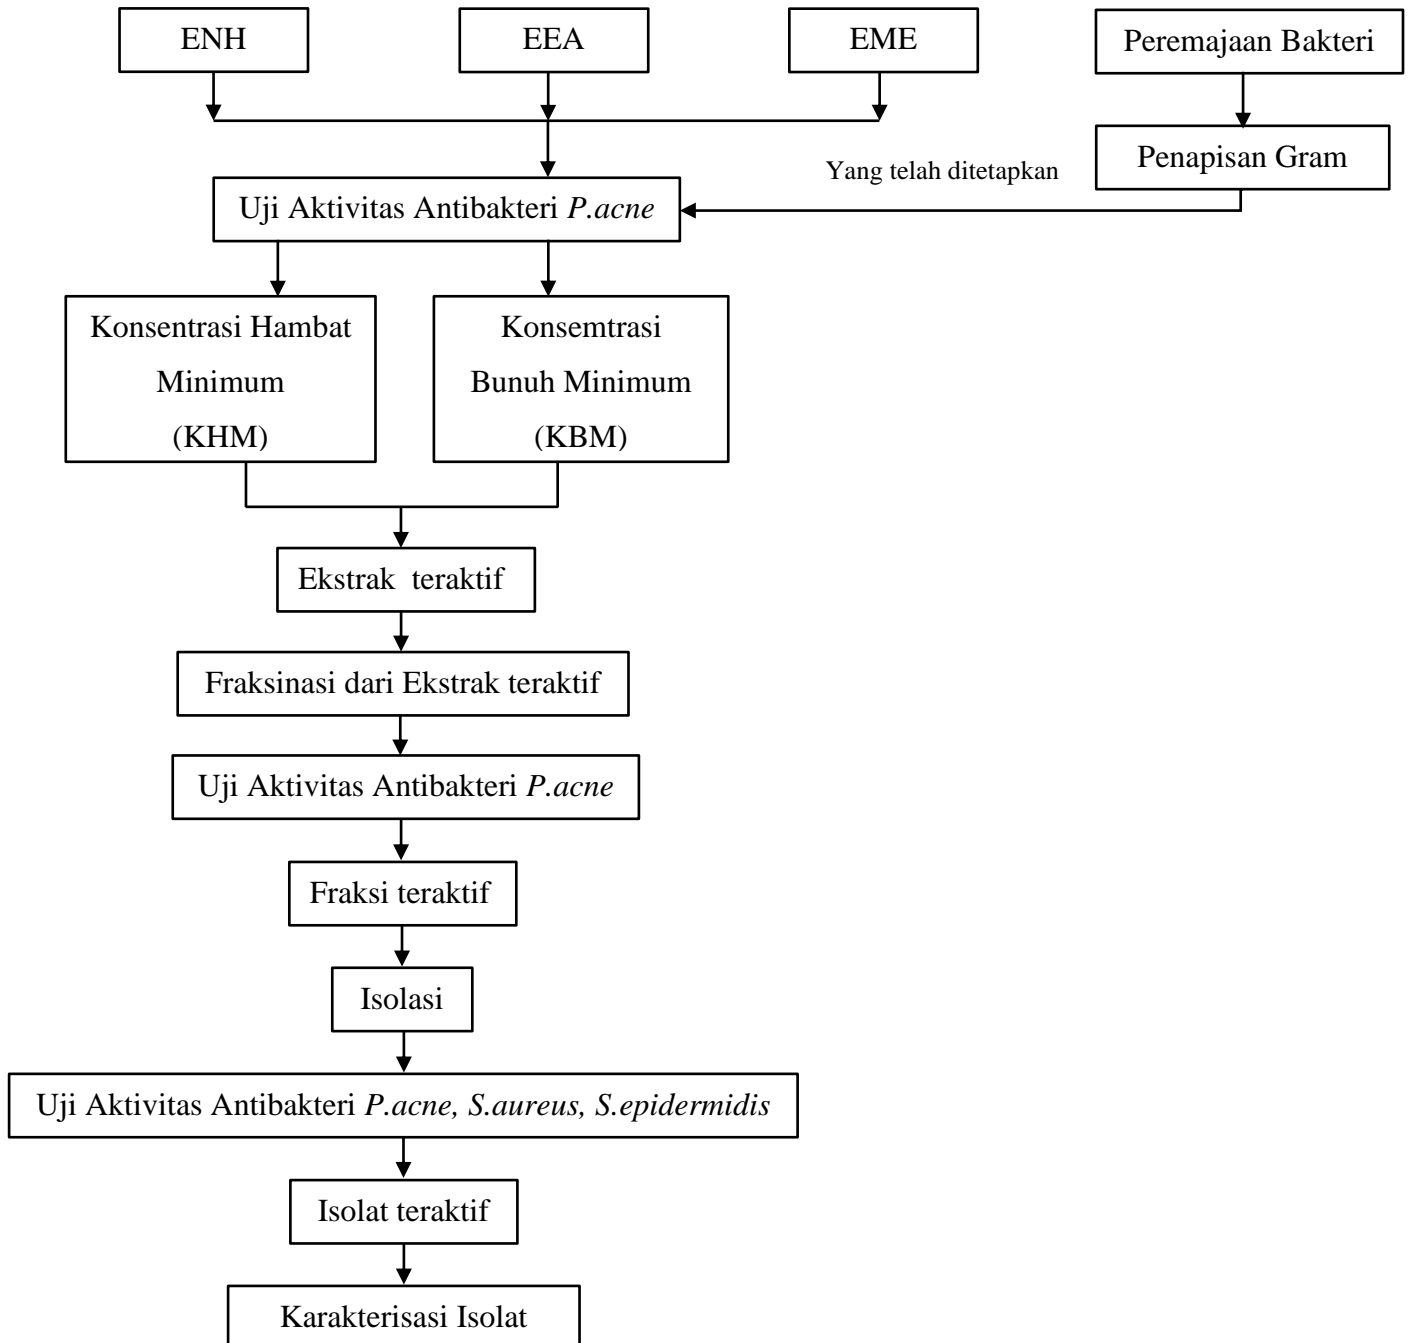 ENH
EEA
EME
Peremajaan Bakteri
Penapisan Gram
Yang telah ditetapkan
Uji Aktivitas Antibakteri P.acne
Konsentrasi Hambat
Minimum
(KHM)
Konsemtrasi
Bunuh Minimum
(KBM)
Ekstrak teraktif
Fraksinasi dari Ekstrak teraktif
Uji Aktivitas Antibakteri P.acne
Fraksi teraktif
Isolasi
Uji Aktivitas Antibakteri P.acne, S.aureus, S.epidermidis
Isolat teraktif
Karakterisasi Isolat